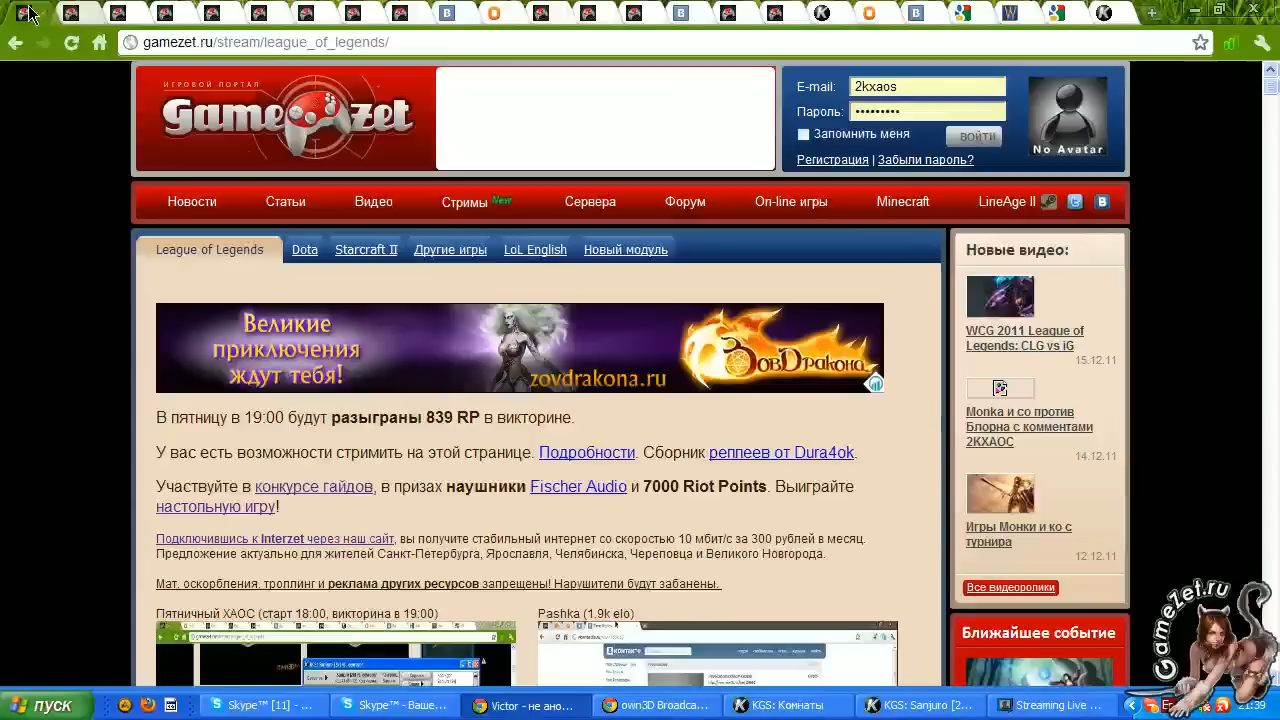 gamezet.ru/stream/league_of_legends/
ИГРОВОЙ ПОРТАЛ
GameZet
E-mail: 2kxaos
Пароль: •••••••••
Запомнить меня ВОЙТИ
Регистрация | Забыли пароль?
No Avatar
Новости Статьи Видео Стримы New Сервера Форум On-line игры Minecraft LineAge II
League of Legends Dota Starcraft II Другие игры LoL English Новый модуль
Великие
приключения
ждут тебя!
ЗовДракона
zovdrakona.ru
В пятницу в 19:00 будут разыграны 839 RP в викторине.
У вас есть возможности стримить на этой странице. Подробности. Сборник реплеев от Dura4ok.
Участвуйте в конкурсе гайдов, в призах наушники Fischer Audio и 7000 Riot Points. Выиграйте
настольную игру!
Подключившись к Interzet через наш сайт, вы получите стабильный интернет со скоростью 10 мбит/с за 300 рублей в месяц.
Предложение актуально для жителей Санкт-Петербурга, Ярославля, Челябинска, Череповца и Великого Новгорода.
Мат, оскорбления, троллинг и реклама других ресурсов запрещены! Нарушители будут забанены.
Пятничный ХАОС (старт 18:00, викторина в 19:00)
Pashka (1.9k elo)
Новые видео:
WCG 2011 League of
Legends: CLG vs iG
15.12.11
Monka и со против
Блорна с комментами
2KXAOC
14.12.11
Игры Монки и ко с
турнира
12.12.11
Все видеоролики
Ближайшее событие
GameZet.ru
пуск
Skype™ [11] - ...
Skype™ - Ваше...
Victor - не ано...
own3D Broadca...
KGS: Комнаты
KGS: Sanjuro [2...
Streaming Live ...
21:39